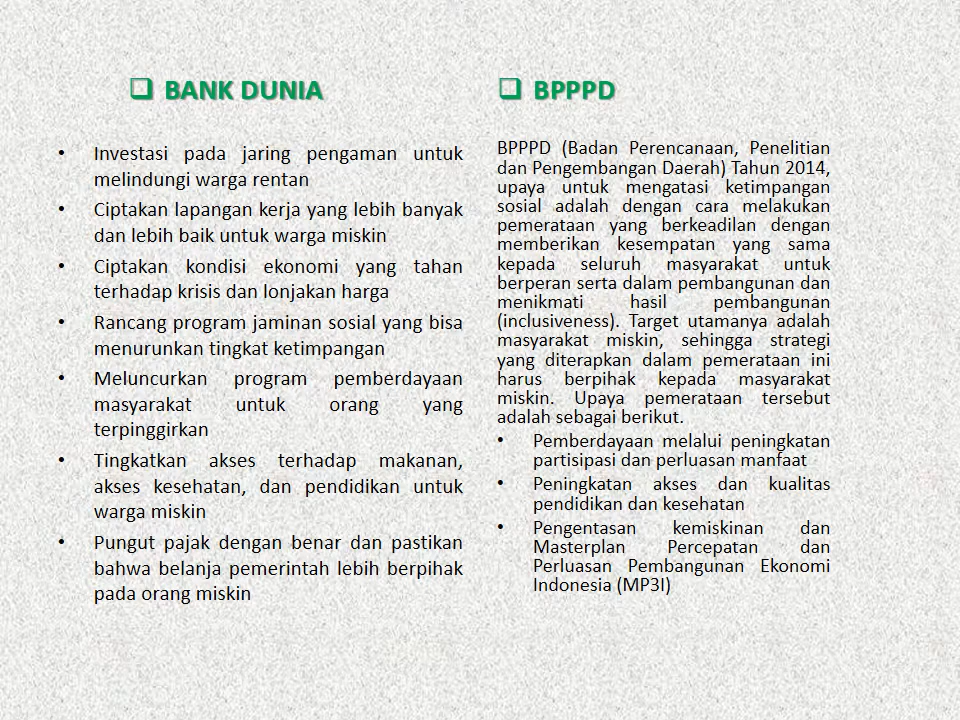 BANK DUNIA
• Investasi pada jaring pengaman untuk
melindungi warga rentan
• Ciptakan lapangan kerja yang lebih banyak
dan lebih baik untuk warga miskin
• Ciptakan kondisi ekonomi yang tahan
terhadap krisis dan lonjakan harga
• Rancang program jaminan sosial yang bisa
menurunkan tingkat ketimpangan
• Meluncurkan program pemberdayaan
masyarakat untuk orang yang
terpinggirkan
• Tingkatkan akses terhadap makanan,
akses kesehatan, dan pendidikan untuk
warga miskin
• Pungut pajak dengan benar dan pastikan
bahwa belanja pemerintah lebih berpihak
pada orang miskin
BPPPD
BPPPD (Badan Perencanaan, Penelitian
dan Pengembangan Daerah) Tahun 2014,
upaya untuk mengatasi ketimpangan
sosial adalah dengan cara melakukan
pemerataan yang berkeadilan dengan
memberikan kesempatan yang sama
kepada seluruh masyarakat untuk
berperan serta dalam pembangunan dan
menikmati hasil pembangunan
(inclusiveness). Target utamanya adalah
masyarakat miskin, sehingga strategi
yang diterapkan dalam pemerataan ini
harus berpihak kepada masyarakat
miskin. Upaya pemerataan tersebut
adalah sebagai berikut.
• Pemberdayaan melalui peningkatan
partisipasi dan perluasan manfaat
• Peningkatan akses dan kualitas
pendidikan dan kesehatan
• Pengentasan kemiskinan dan
Masterplan Percepatan dan
Perluasan Pembangunan Ekonomi
Indonesia (MP3I)